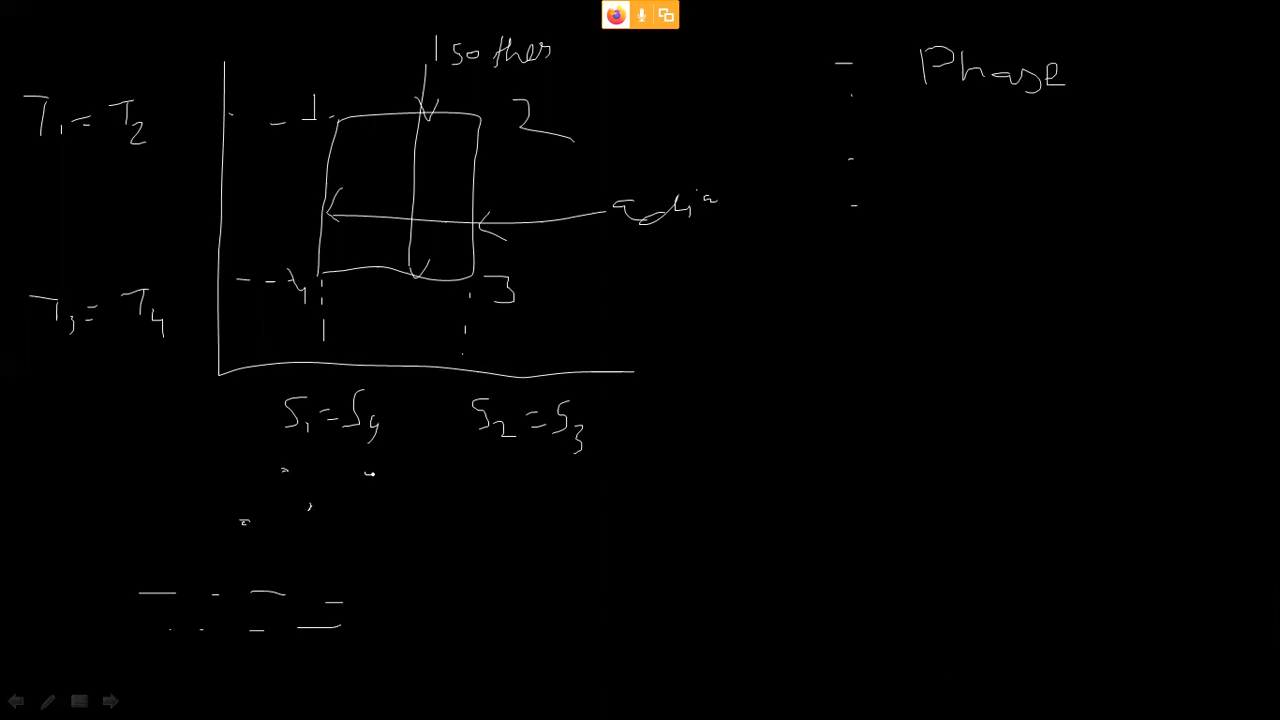 Isother
Phase
T1 = T2
1
2
adia
4
3
T3 = T4
S1 = S4
S2 = S3